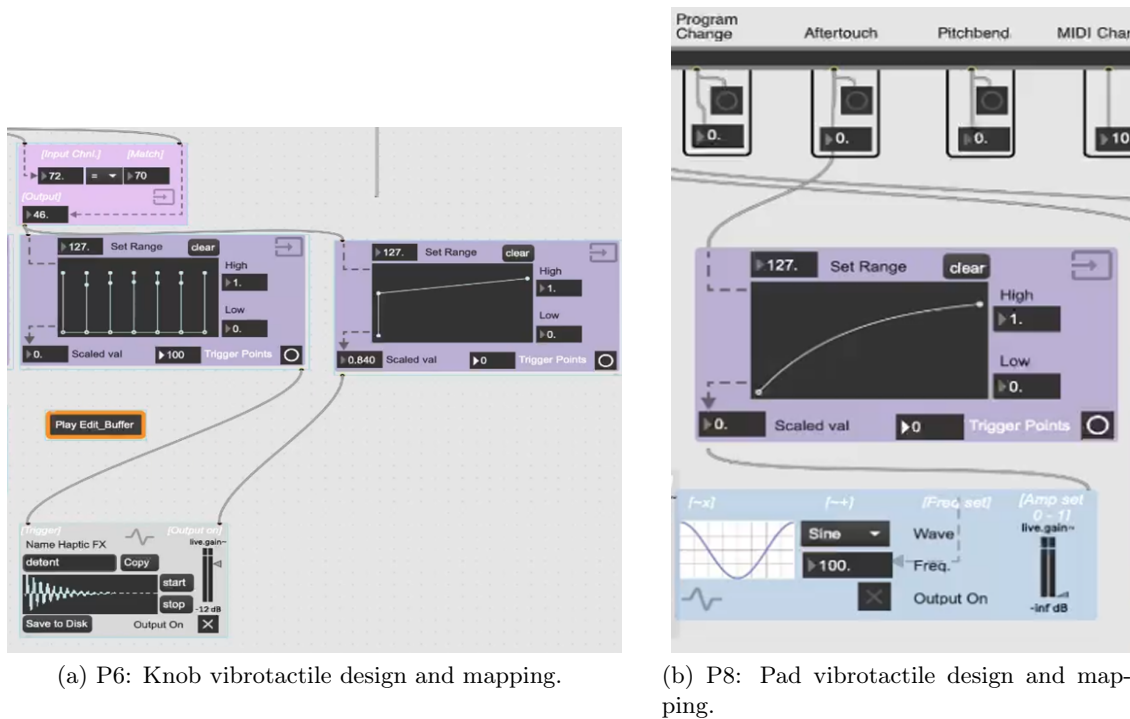 [Input Chnl.] [Match]
72. = 70
[Output]
46.
127. Set Range clear
High
1.
Low
0.
0. Scaled val 100 Trigger Points
127. Set Range clear
High
1.
Low
0.
0.840 Scaled val 0 Trigger Points
Play Edit_Buffer
[Trigger] [Output on]
Name Haptic FX live.gain~
detent Copy
start
stop
-12 dB
Save to Disk Output On
(a) P6: Knob vibrotactile design and mapping.
Program
Change Aftertouch Pitchbend MIDI Char
0. 0. 0. 10
127. Set Range clear
High
1.
Low
0.
0. Scaled val 0 Trigger Points
[~x] [~+] [Freq set] [Amp set
0 - 1]
live.gain~
Sine Wave
100. Freq.
Output On
-inf dB
(b) P8: Pad vibrotactile design and map-
ping.